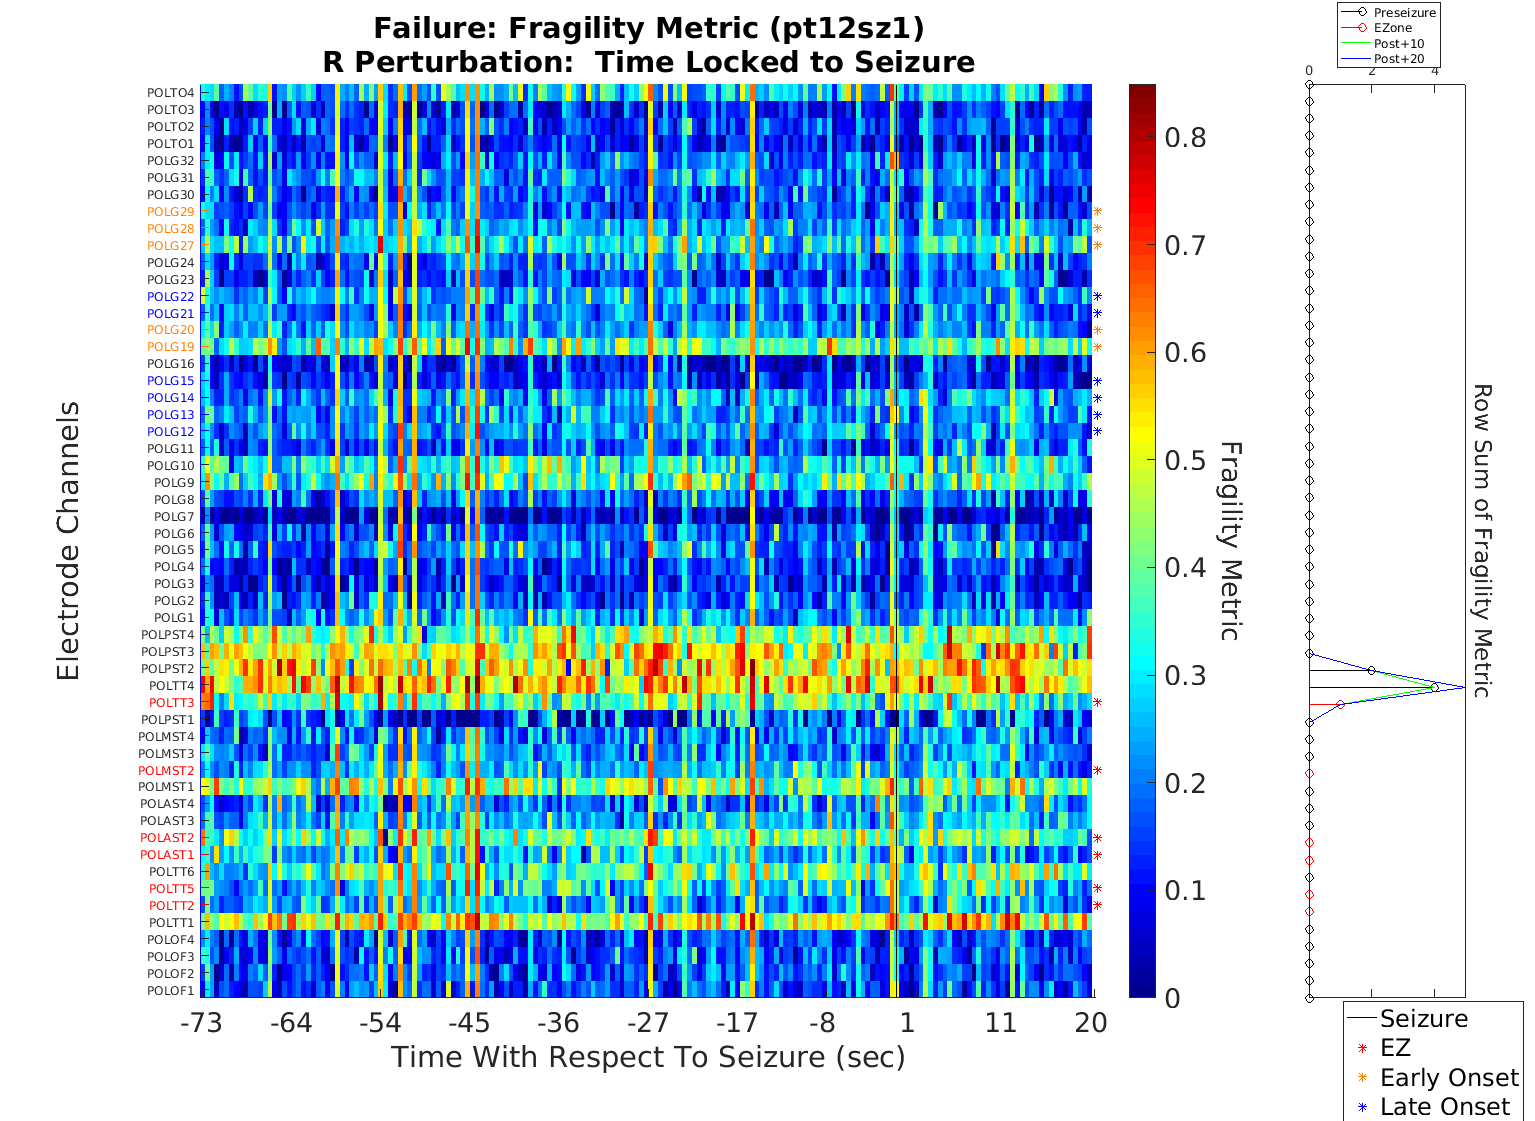 Failure: Fragility Metric (pt12sz1)
R Perturbation:  Time Locked to Seizure
Preseizure
EZone
Post+10
Post+20
0 2 4
POLTO4
POLTO3
POLTO2
POLTO1
POLG32
POLG31
POLG30
POLG29
POLG28
POLG27
POLG24
POLG23
POLG22
POLG21
POLG20
POLG19
POLG16
POLG15
POLG14
POLG13
POLG12
POLG11
POLG10
POLG9
POLG8
POLG7
POLG6
POLG5
POLG4
POLG3
POLG2
POLG1
POLPST4
POLPST3
POLPST2
POLTT4
POLTT3
POLPST1
POLMST4
POLMST3
POLMST2
POLMST1
POLAST4
POLAST3
POLAST2
POLAST1
POLTT6
POLTT5
POLTT2
POLTT1
POLOF4
POLOF3
POLOF2
POLOF1
Electrode Channels
-73 -64 -54 -45 -36 -27 -17 -8 1 11 20
Time With Respect To Seizure (sec)
0.8
0.7
0.6
0.5
0.4
0.3
0.2
0.1
0
Fragility Metric
Row Sum of Fragility Metric
Seizure
EZ
Early Onset
Late Onset